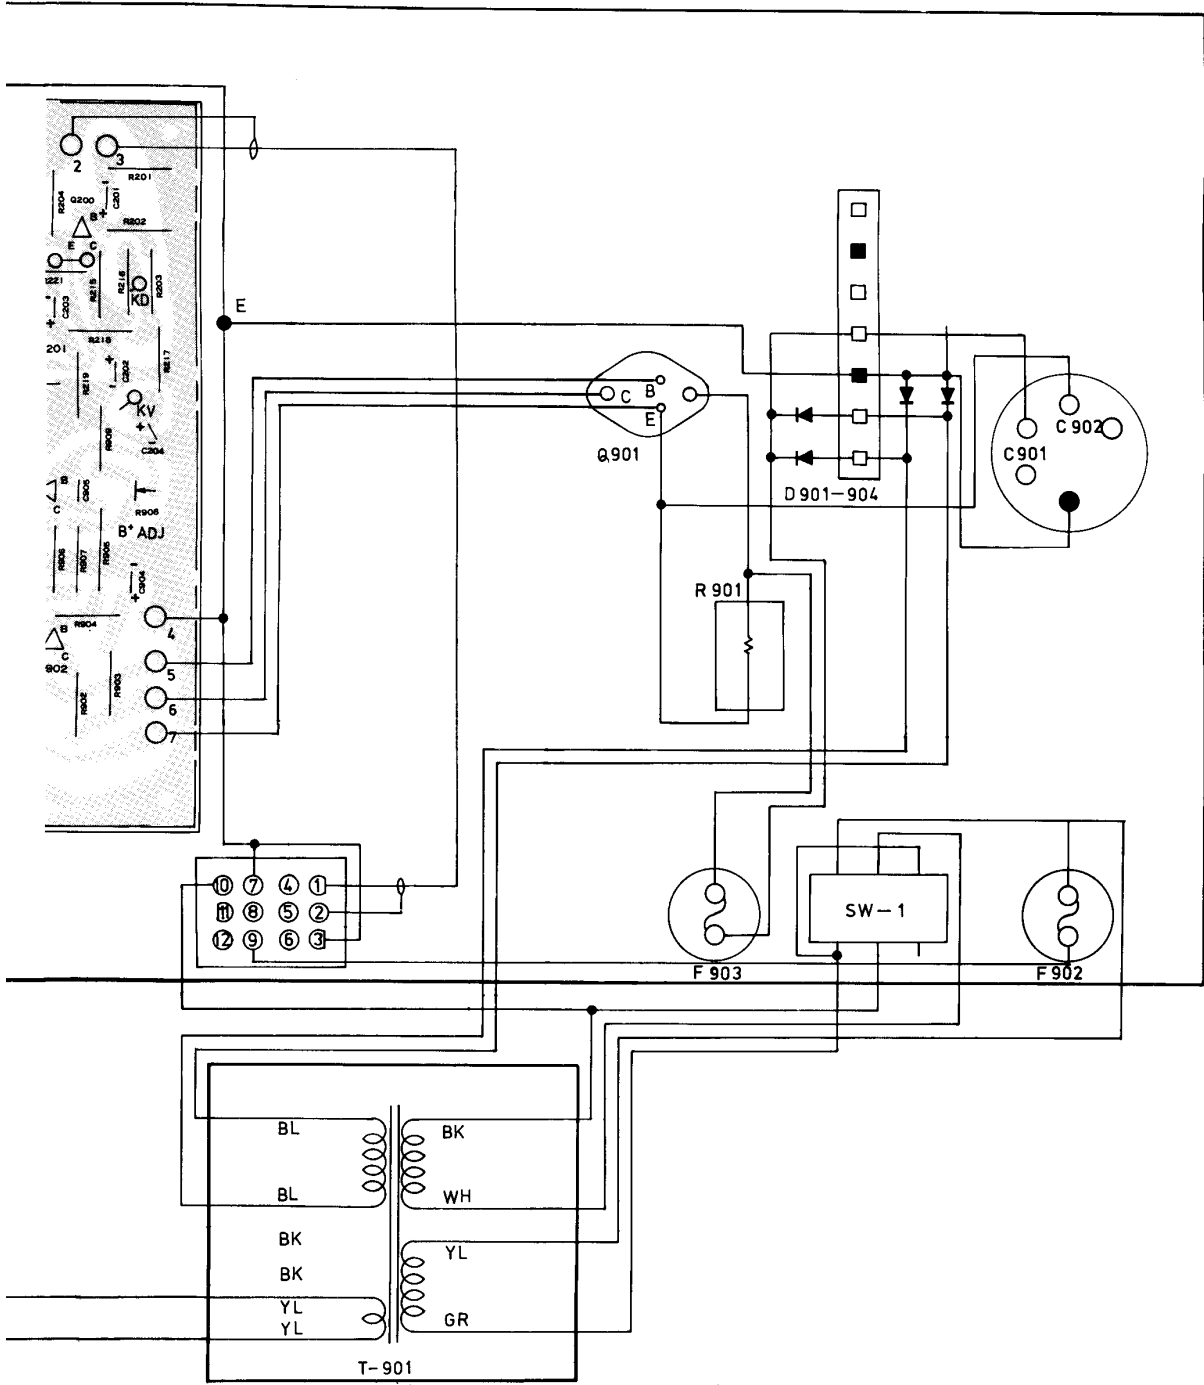 2
3
R201
R204
Q200
B
+
-
C201
R202
E
C
R221
R215
R216
KD
R203
-
C203
+
E
R218
201
R219
+
C202
-
R217
KV
+
C204
-
R909
B
C
C905
R908
B+ ADJ
R906
R907
R905
-
C904
+
R904
4
B
C
902
R902
R903
5
6
7
C
B
E
Q901
D901-904
C901
C902
R901
10
7
4
1
11
8
5
2
12
9
6
3
SW-1
F903
F902
BL
BK
BL
WH
BK
YL
BK
YL
GR
YL
T-901